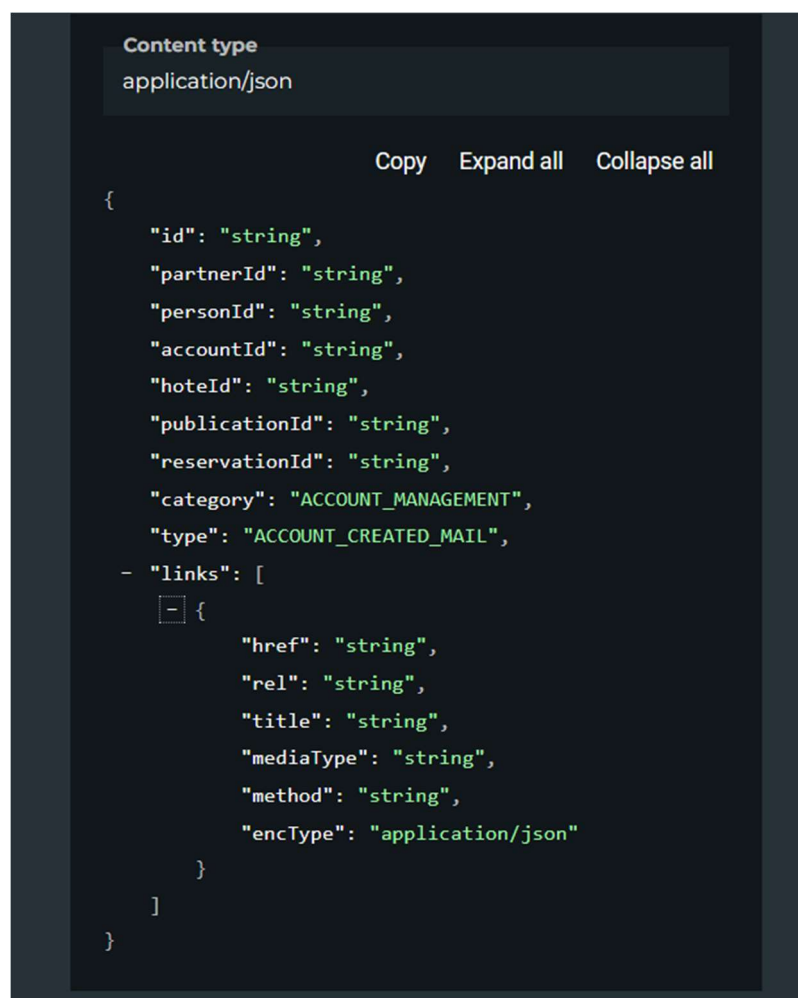 Content type
application/json
Copy Expand all Collapse all
{
"id": "string",
"partnerId": "string",
"personId": "string",
"accountId": "string",
"hoteId": "string",
"publicationId": "string",
"reservationId": "string",
"category": "ACCOUNT_MANAGEMENT",
"type": "ACCOUNT_CREATED_MAIL",
- "links": [
- {
"href": "string",
"rel": "string",
"title": "string",
"mediaType": "string",
"method": "string",
"encType": "application/json"
}
]
}